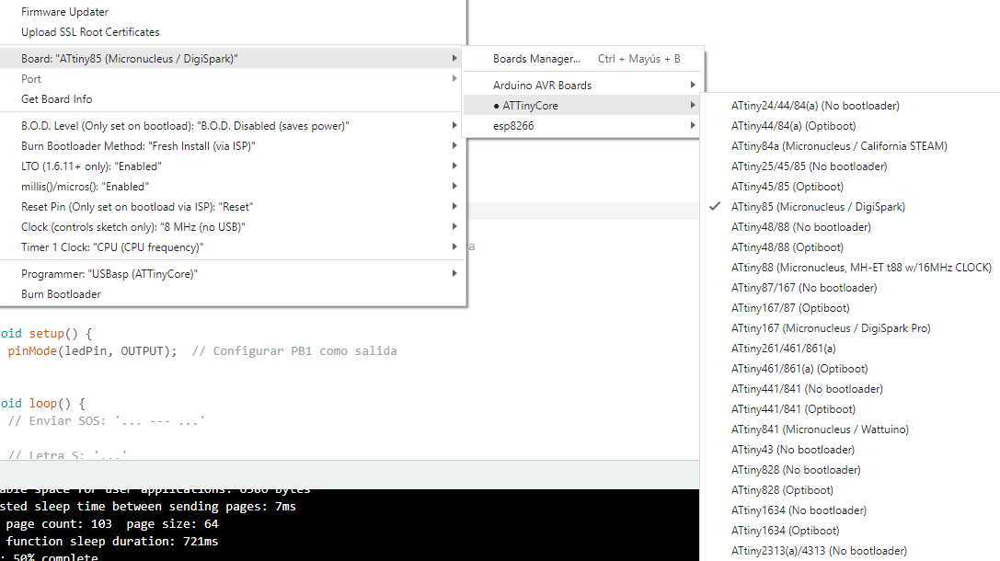 Firmware Updater
Upload SSL Root Certificates
Board: "ATtiny85 (Micronucleus / DigiSpark)"
Port
Get Board Info
B.O.D. Level (Only set on bootload): "B.O.D. Disabled (saves power)"
Burn Bootloader Method: "Fresh Install (via ISP)"
LTO (1.6.11+ only): "Enabled"
millis()/micros(): "Enabled"
Reset Pin (Only set on bootload via ISP): "Reset"
Clock (controls sketch only): "8 MHz (no USB)"
Timer 1 Clock: "CPU (CPU frequency)"
Programmer: "USBasp (ATTinyCore)"
Burn Bootloader
Boards Manager... Ctrl + Mayús + B
Arduino AVR Boards
● ATTinyCore
esp8266
ATtiny24/44/84(a) (No bootloader)
ATtiny44/84(a) (Optiboot)
ATtiny84a (Micronucleus / California STEAM)
ATtiny25/45/85 (No bootloader)
ATtiny45/85 (Optiboot)
✓ ATtiny85 (Micronucleus / DigiSpark)
ATtiny48/88 (No bootloader)
ATtiny48/88 (Optiboot)
ATtiny88 (Micronucleus, MH-ET t88 w/16MHz CLOCK)
ATtiny87/167 (No bootloader)
ATtiny167/87 (Optiboot)
ATtiny167 (Micronucleus / DigiSpark Pro)
ATtiny261/461/861(a)
ATtiny461/861(a) (Optiboot)
ATtiny441/841 (No bootloader)
ATtiny441/841 (Optiboot)
ATtiny841 (Micronucleus / Wattuino)
ATtiny43 (No bootloader)
ATtiny828 (No bootloader)
ATtiny828 (Optiboot)
ATtiny1634 (No bootloader)
ATtiny1634 (Optiboot)
ATtiny2313(a)/4313 (No bootloader)
va
oid setup() {
pinMode(ledPin, OUTPUT); // Configurar PB1 como salida
oid loop() {
// Enviar SOS: '... --- ...'
// Letra S: '...'
able space for user applications: 6586 bytes
sted sleep time between sending pages: 7ms
page count: 103 page size: 64
function sleep duration: 721ms
: 50% complete